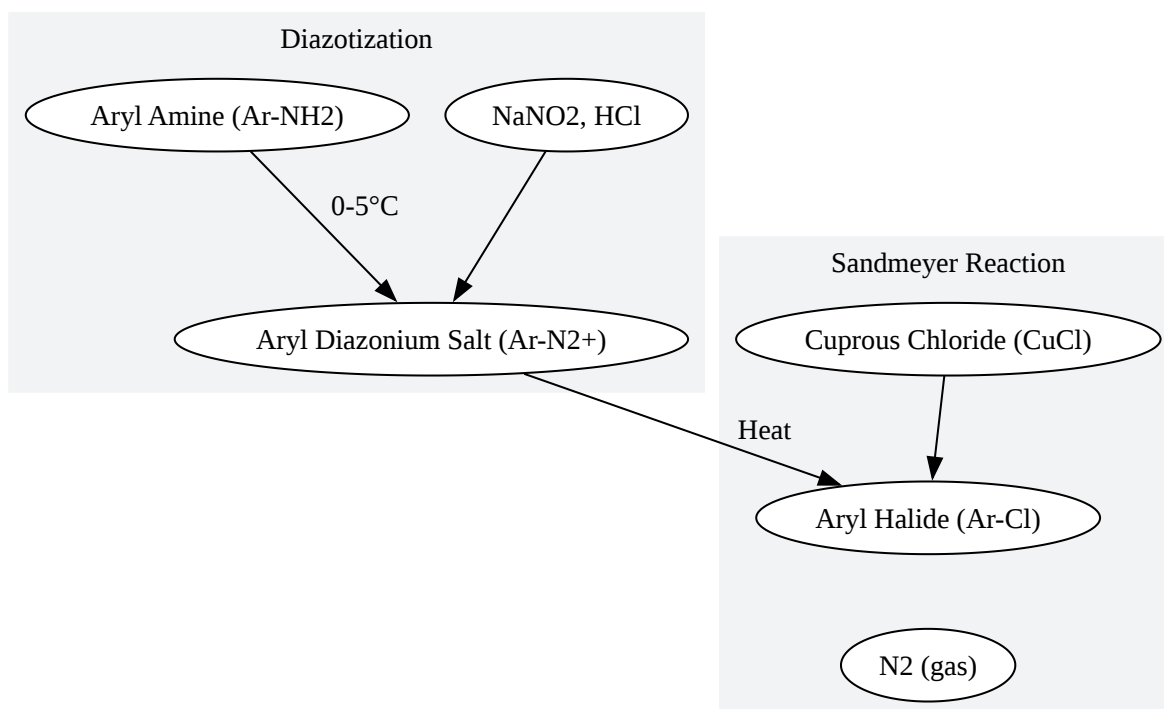 Diazotization
Aryl Amine (Ar-NH2)
NaNO2, HCl
0-5°C
Aryl Diazonium Salt (Ar-N2+)
Sandmeyer Reaction
Cuprous Chloride (CuCl)
Heat
Aryl Halide (Ar-Cl)
N2 (gas)